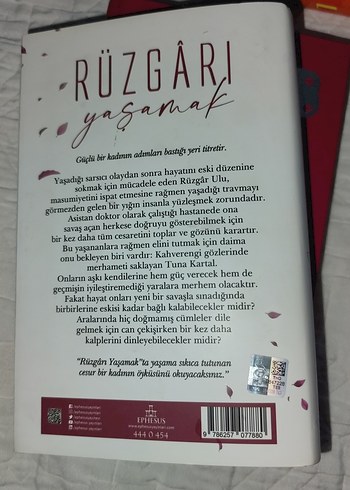 RÜZGÂRI
yaşamak
Güçlü bir kadının adımları bastığı yeri titretir.
Yaşadığı sarsıcı olaydan sonra hayatını eski düzenine
sokmak için mücadele eden Rüzgâr Ulu,
masumiyetini ispat etmesine rağmen yaşadığı travmayı
görmezden gelen bir yığın insanla yüzleşmek zorundadır.
Asistan doktor olarak çalıştığı hastanede ona
savaş açan herkese doğruyu gösterebilmek için
bir kez daha tüm cesaretini toplar ve gözünü karartır.
Bu yaşananlara rağmen elini tutmak için daima
onu bekleyen biri vardır: Kahverengi gözlerinde
merhameti saklayan Tuna Kartal.
Onların aşkı kendilerine hem güç verecek hem de
geçmişin iyileştiremediği yaralara merhem olacaktır.
Fakat hayat onları yeni bir savaşla sınadığında
birbirlerine eskisi kadar bağlı kalabilecekler midir?
Aralarında hiç doğmamış cümleler dile
gelmek için can çekişirken bir kez daha
kalplerini dinleyebilecekler midir?
"Rüzgârı Yaşamak"ta yaşama sıkıca tutunan
cesur bir kadının öyküsünü okuyacaksınız."
EPHESUS
444 0 454
9 786257 077880